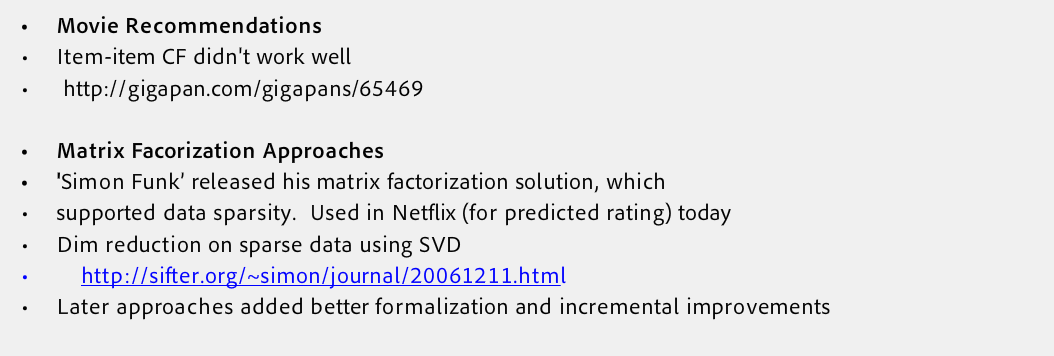 • Movie Recommendations
• Item-item CF didn't work well
• http://gigapan.com/gigapans/65469
• Matrix Facorization Approaches
• 'Simon Funk’ released his matrix factorization solution, which
• supported data sparsity.  Used in Netflix (for predicted rating) today
• Dim reduction on sparse data using SVD
• http://sifter.org/~simon/journal/20061211.html
• Later approaches added better formalization and incremental improvements